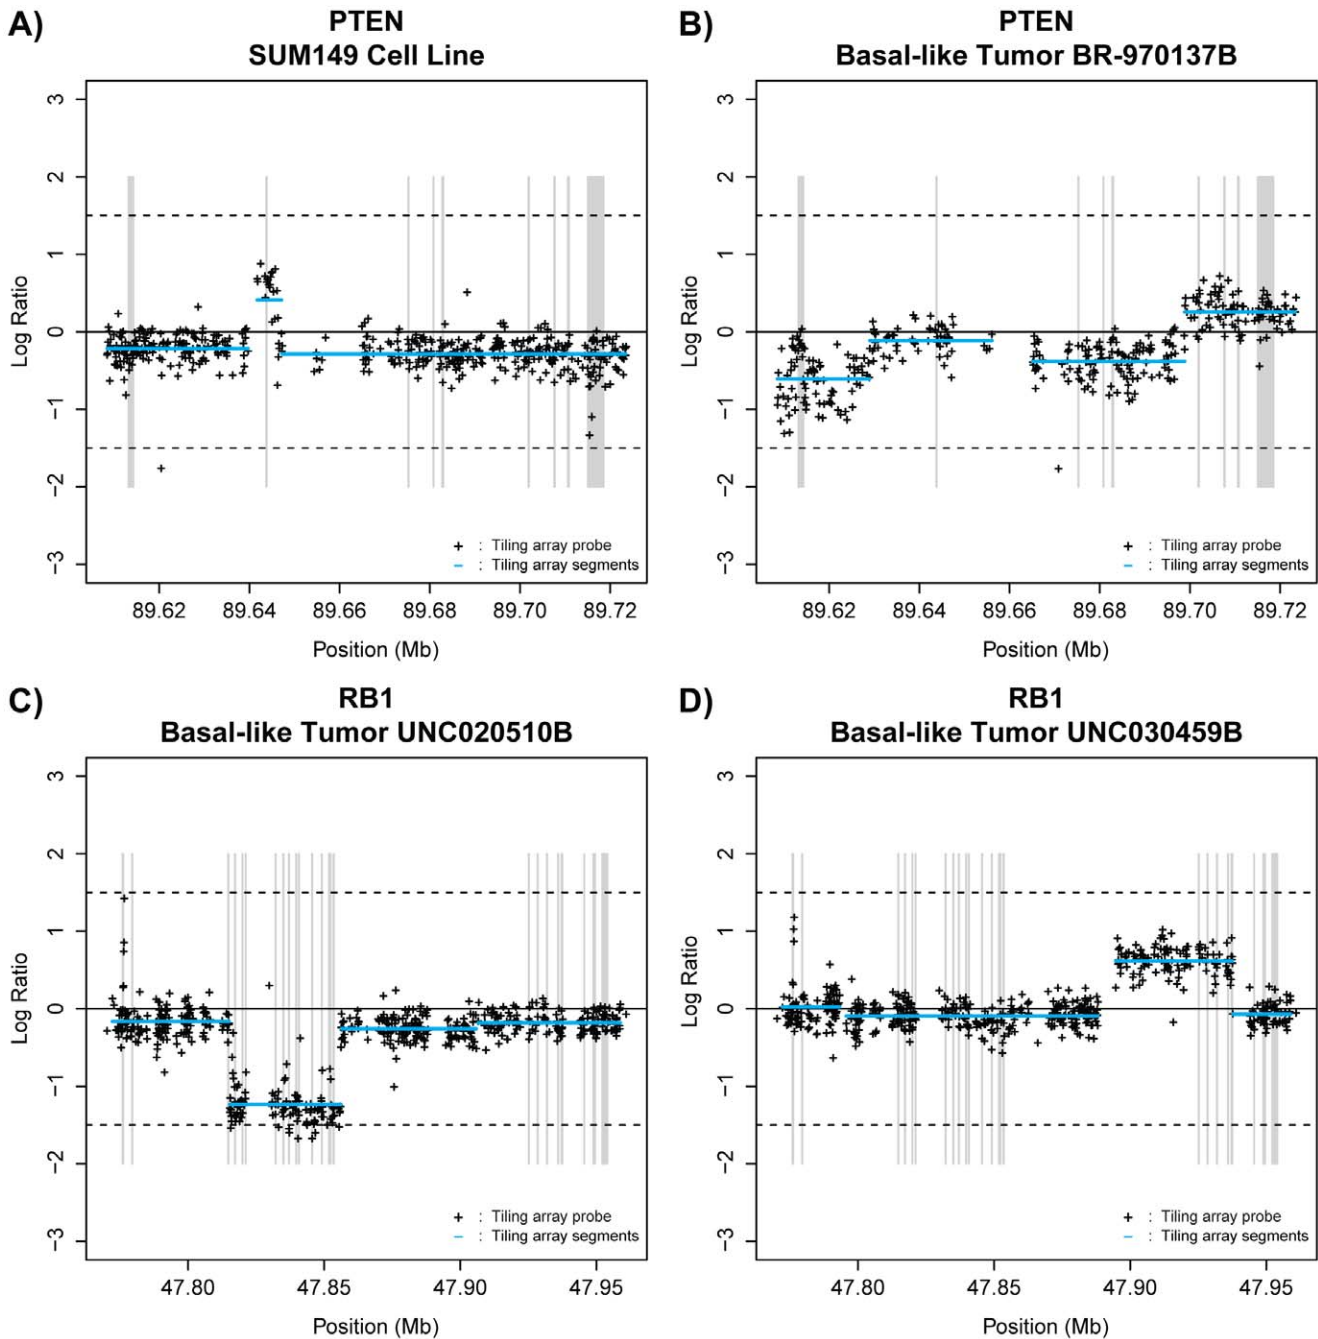 A)
PTEN
SUM149 Cell Line
Log Ratio
3
2
1
0
−1
−2
−3
+ : Tiling array probe
– : Tiling array segments
89.62 89.64 89.66 89.68 89.70 89.72
Position (Mb)
B)
PTEN
Basal-like Tumor BR-970137B
Log Ratio
3
2
1
0
−1
−2
−3
+ : Tiling array probe
– : Tiling array segments
89.62 89.64 89.66 89.68 89.70 89.72
Position (Mb)
C)
RB1
Basal-like Tumor UNC020510B
Log Ratio
3
2
1
0
−1
−2
−3
+ : Tiling array probe
– : Tiling array segments
47.80 47.85 47.90 47.95
Position (Mb)
D)
RB1
Basal-like Tumor UNC030459B
Log Ratio
3
2
1
0
−1
−2
−3
+ : Tiling array probe
– : Tiling array segments
47.80 47.85 47.90 47.95
Position (Mb)